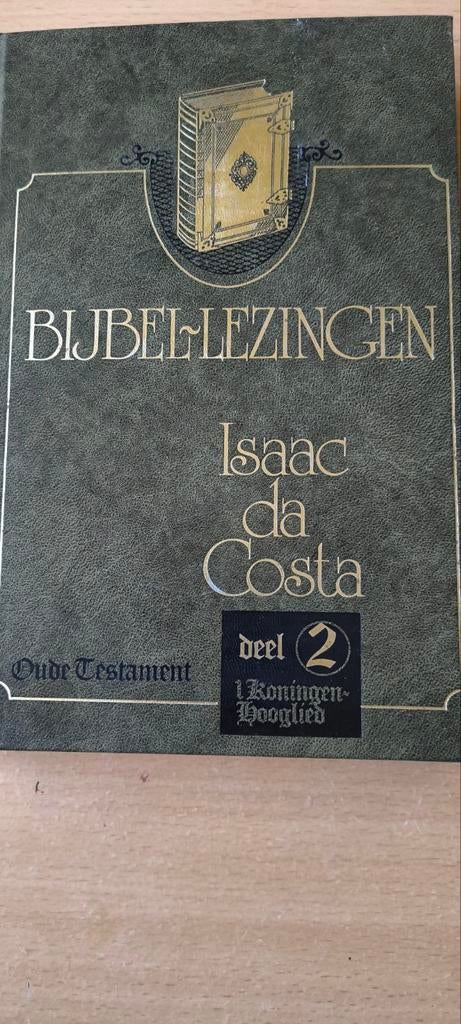 BIJBEL-LEZINGEN
Isaac
da
Costa
Oude Testament
deel 2
1 Koningen-
Hooglied